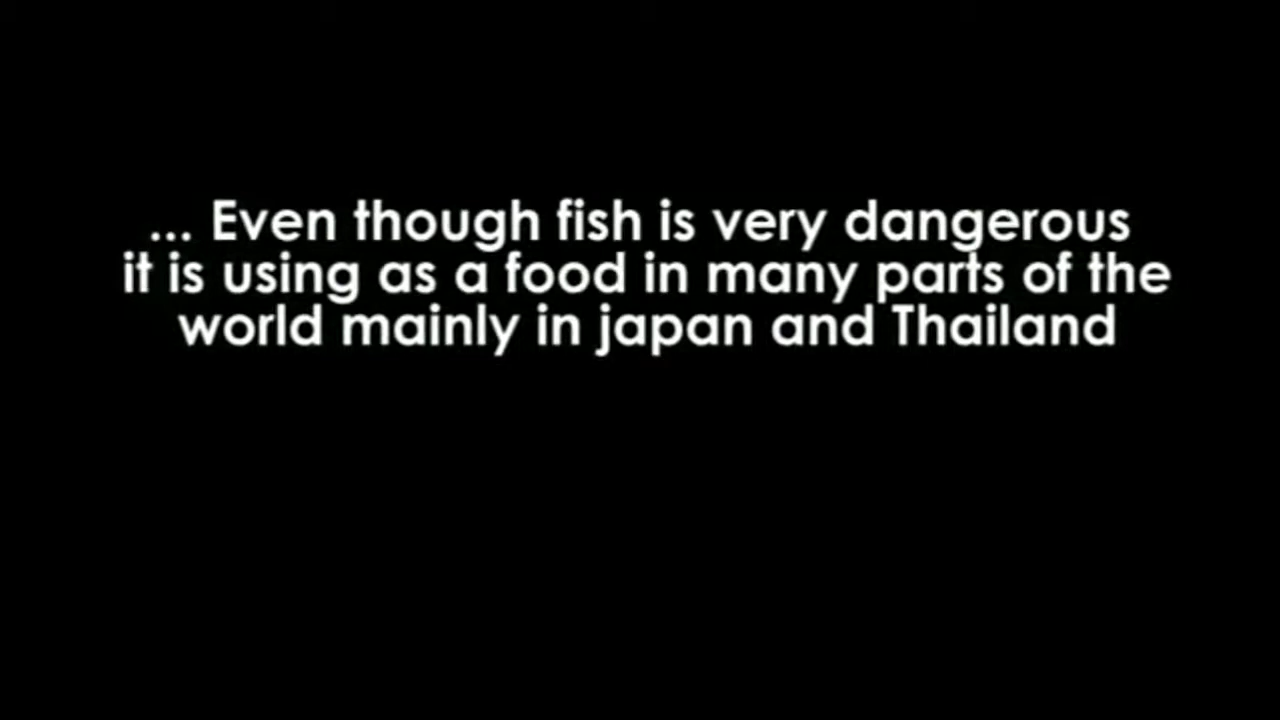 ... Even though fish is very dangerous
it is using as a food in many parts of the
world mainly in japan and Thailand